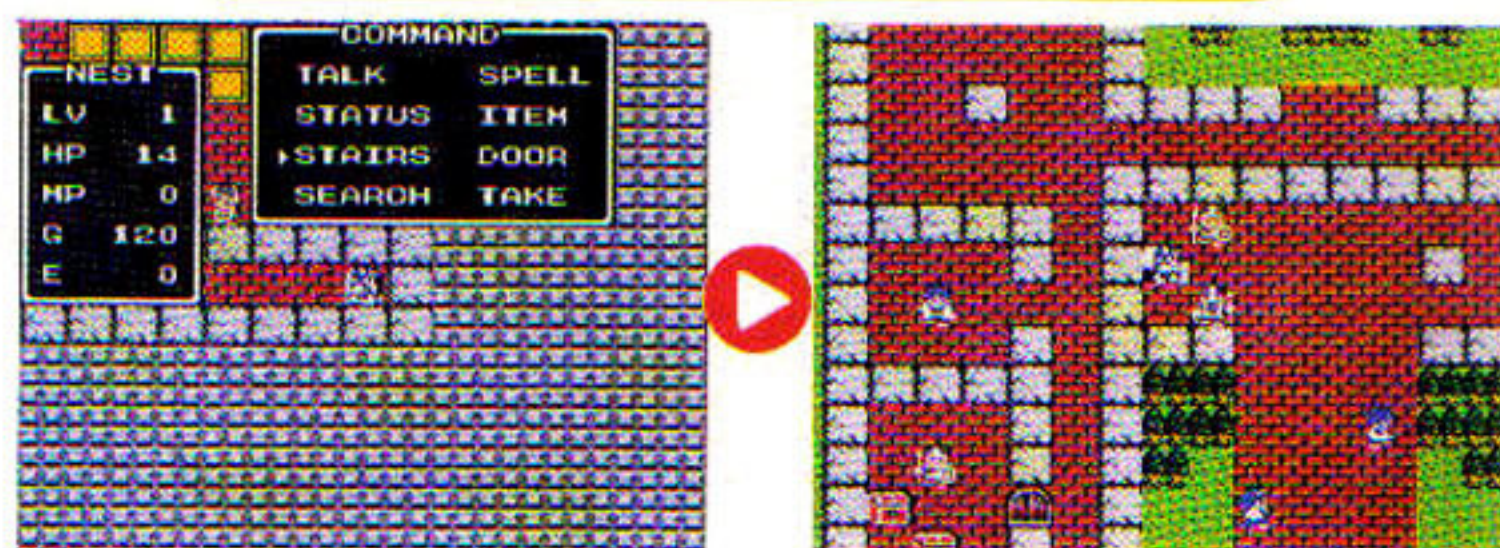 COMMAND
TALK SPELL
STATUS ITEM
STAIRS DOOR
SEARCH TAKE
NEST
LV 1
HP 14
MP 0
G 120
E 0